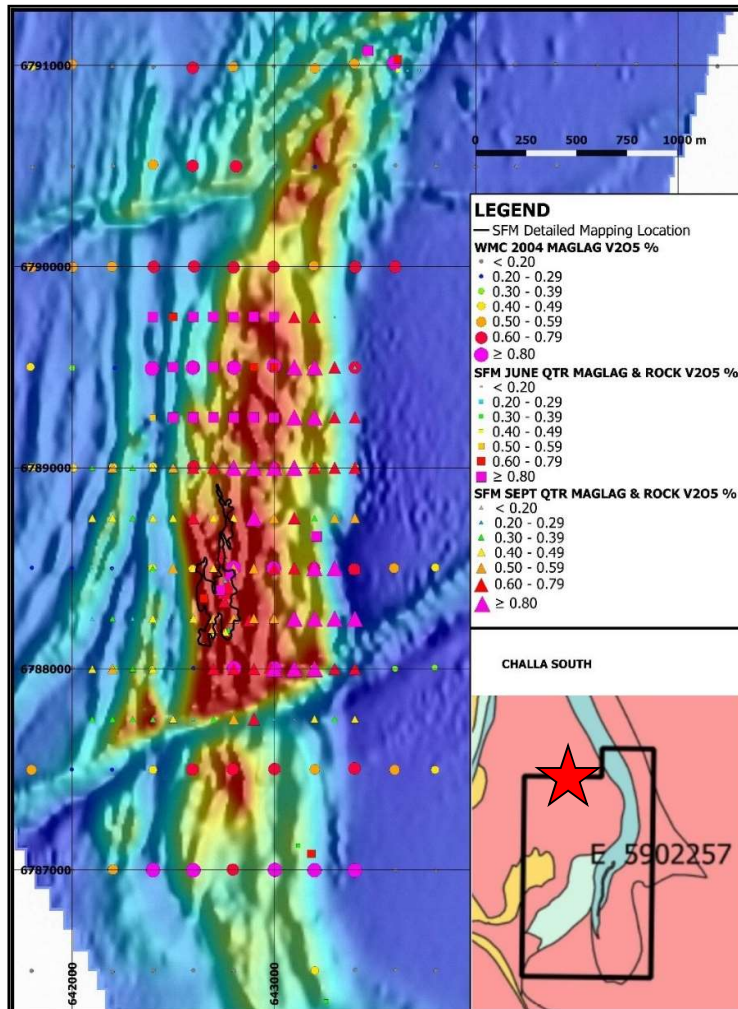 6791000
0 250 500 750 1000 m
LEGEND
SFM Detailed Mapping Location
WMC 2004 MAGLAG V2O5 %
< 0.20
0.20 - 0.29
0.30 - 0.39
0.40 - 0.49
0.50 - 0.59
0.60 - 0.79
≥ 0.80
6790000
SFM JUNE QTR MAGLAG & ROCK V2O5 %
< 0.20
0.20 - 0.29
0.30 - 0.39
0.40 - 0.49
0.50 - 0.59
0.60 - 0.79
≥ 0.80
6789000
SFM SEPT QTR MAGLAG & ROCK V2O5 %
< 0.20
0.20 - 0.29
0.30 - 0.39
0.40 - 0.49
0.50 - 0.59
0.60 - 0.79
≥ 0.80
6788000
CHALLA SOUTH
E 5902257
6787000
642000
643000